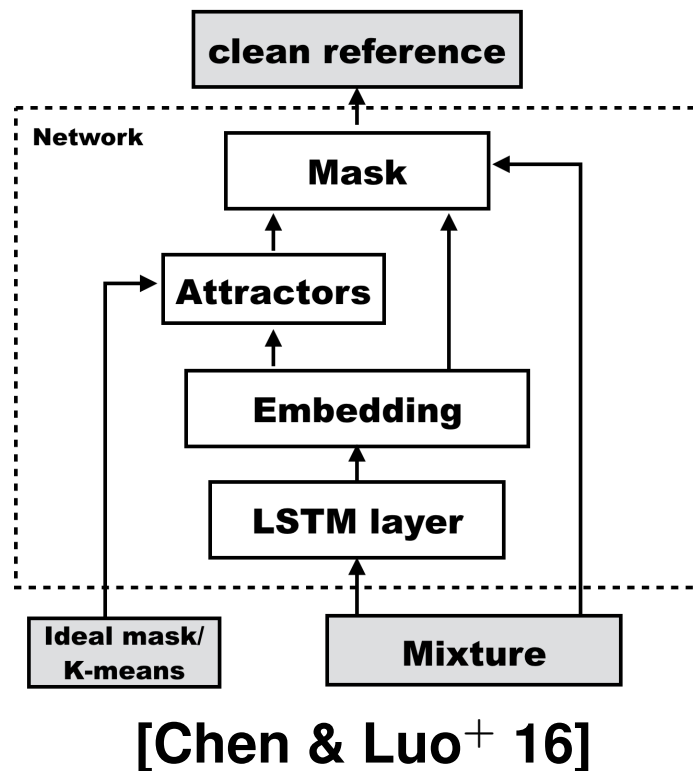 clean reference
Network
Mask
Attractors
Embedding
LSTM layer
Ideal mask/
K-means
Mixture
[Chen & Luo+ 16]